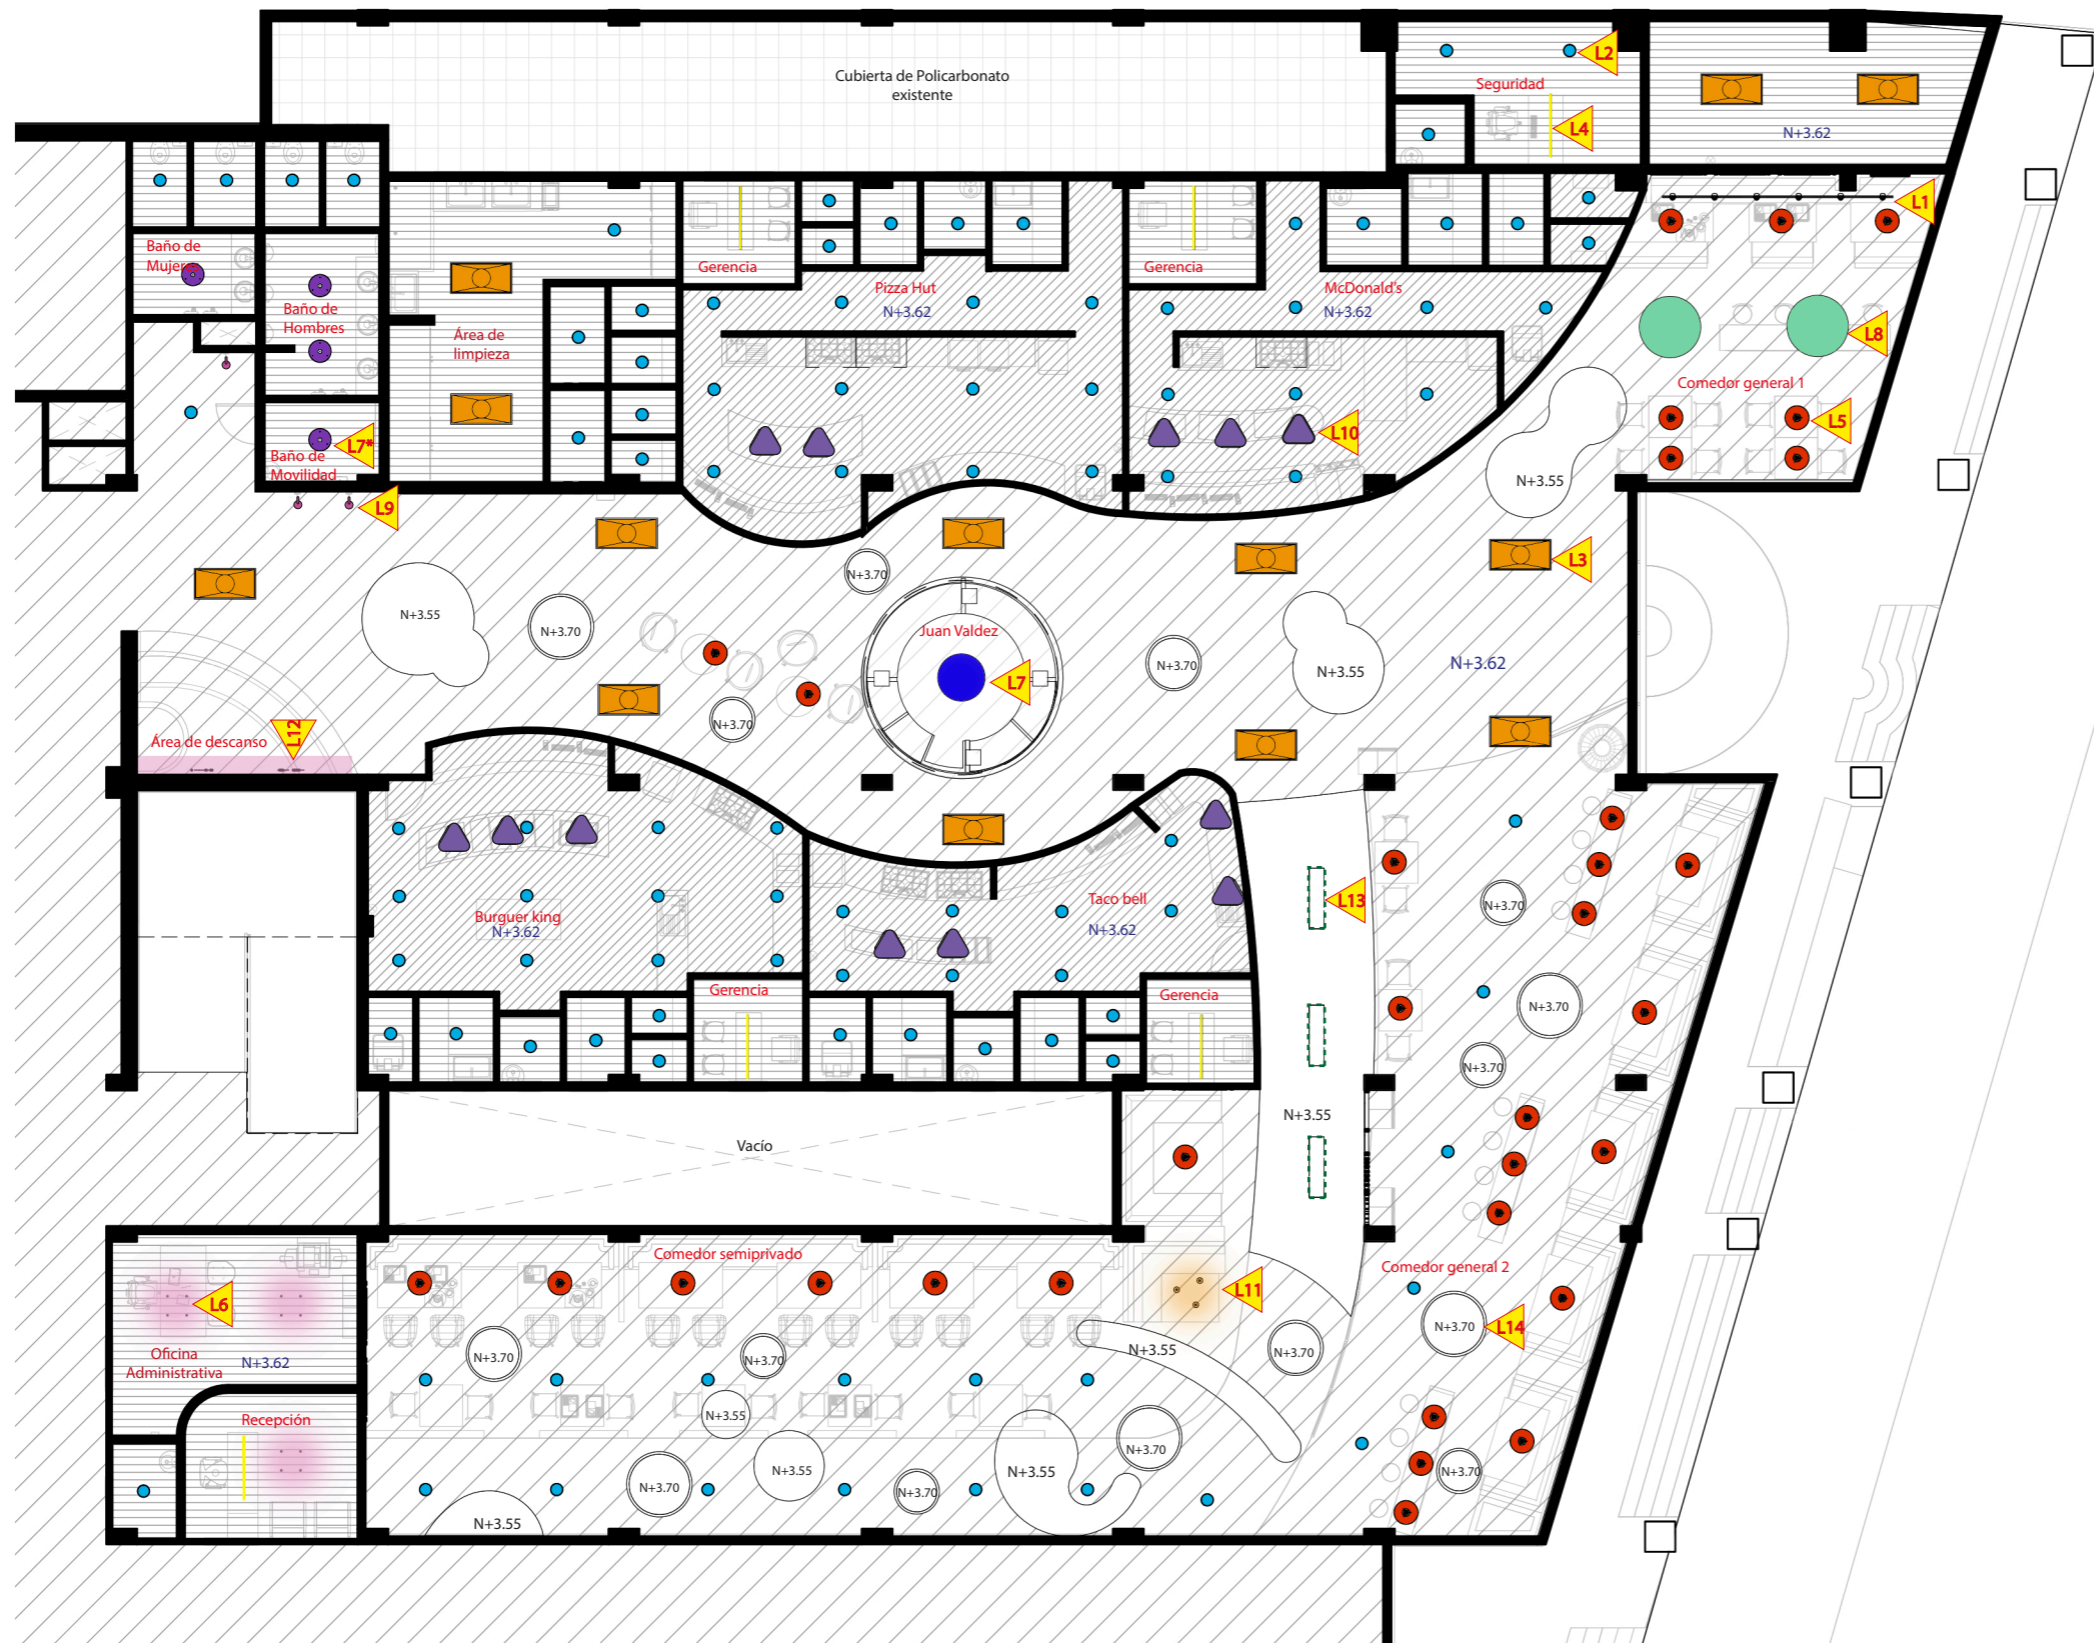 Cubierta de Policarbonato
existente
L2
Seguridad
L4
N+3.62
L1
Baño de
Mujeres
Baño de
Hombres
Área de
limpieza
Gerencia
Pizza Hut
N+3.62
Gerencia
McDonald's
N+3.62
L8
Comedor general 1
L5
L7*
Baño de
Movilidad
L10
N+3.55
L9
L3
N+3.70
N+3.55
N+3.70
Juan Valdez
N+3.70
N+3.55
N+3.62
L7
N+3.70
Área de descanso
L12
Burguer king
N+3.62
Taco bell
N+3.62
L13
N+3.70
Gerencia
Gerencia
N+3.70
N+3.70
N+3.55
Vacío
Comedor semiprivado
Comedor general 2
L6
L11
N+3.70
L14
Oficina
Administrativa
N+3.62
N+3.70
N+3.70
N+3.55
N+3.70
Recepción
N+3.55
N+3.70
N+3.55
N+3.55
N+3.70
N+3.70
N+3.70
N+3.55